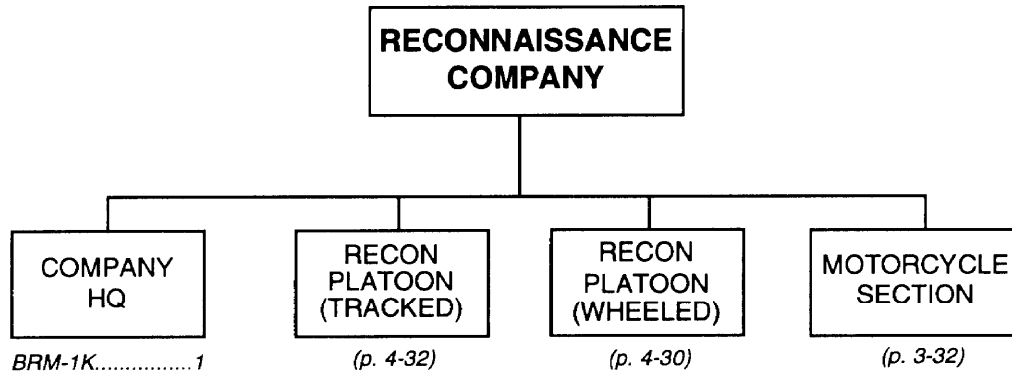 RECONNAISSANCE
COMPANY
COMPANY
HQ
BRM-1K................1
RECON
PLATOON
(TRACKED)
(p. 4-32)
RECON
PLATOON
(WHEELED)
(p. 4-30)
MOTORCYCLE
SECTION
(p. 3-32)